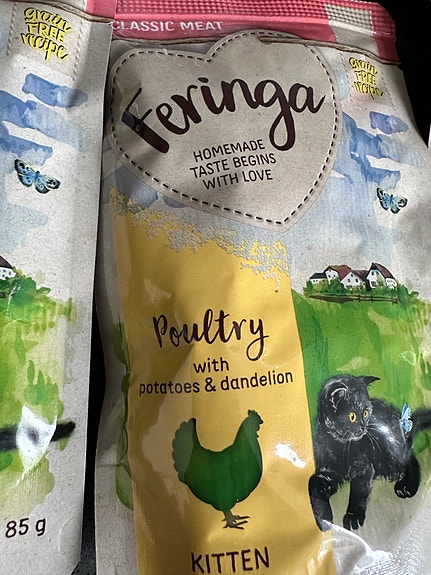 grain
FREE
recipe
CLASSIC MEAT
grain
FREE
recipe
Feringa
HOMEMADE
TASTE BEGINS
WITH LOVE
Poultry
with
potatoes & dandelion
85 g
KITTEN